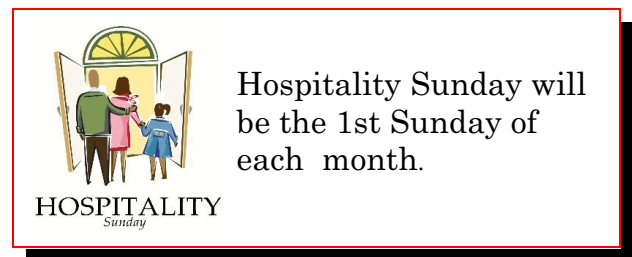 Hospitality Sunday will
be the 1st Sunday of
each  month.
HOSPITALITY
Sunday